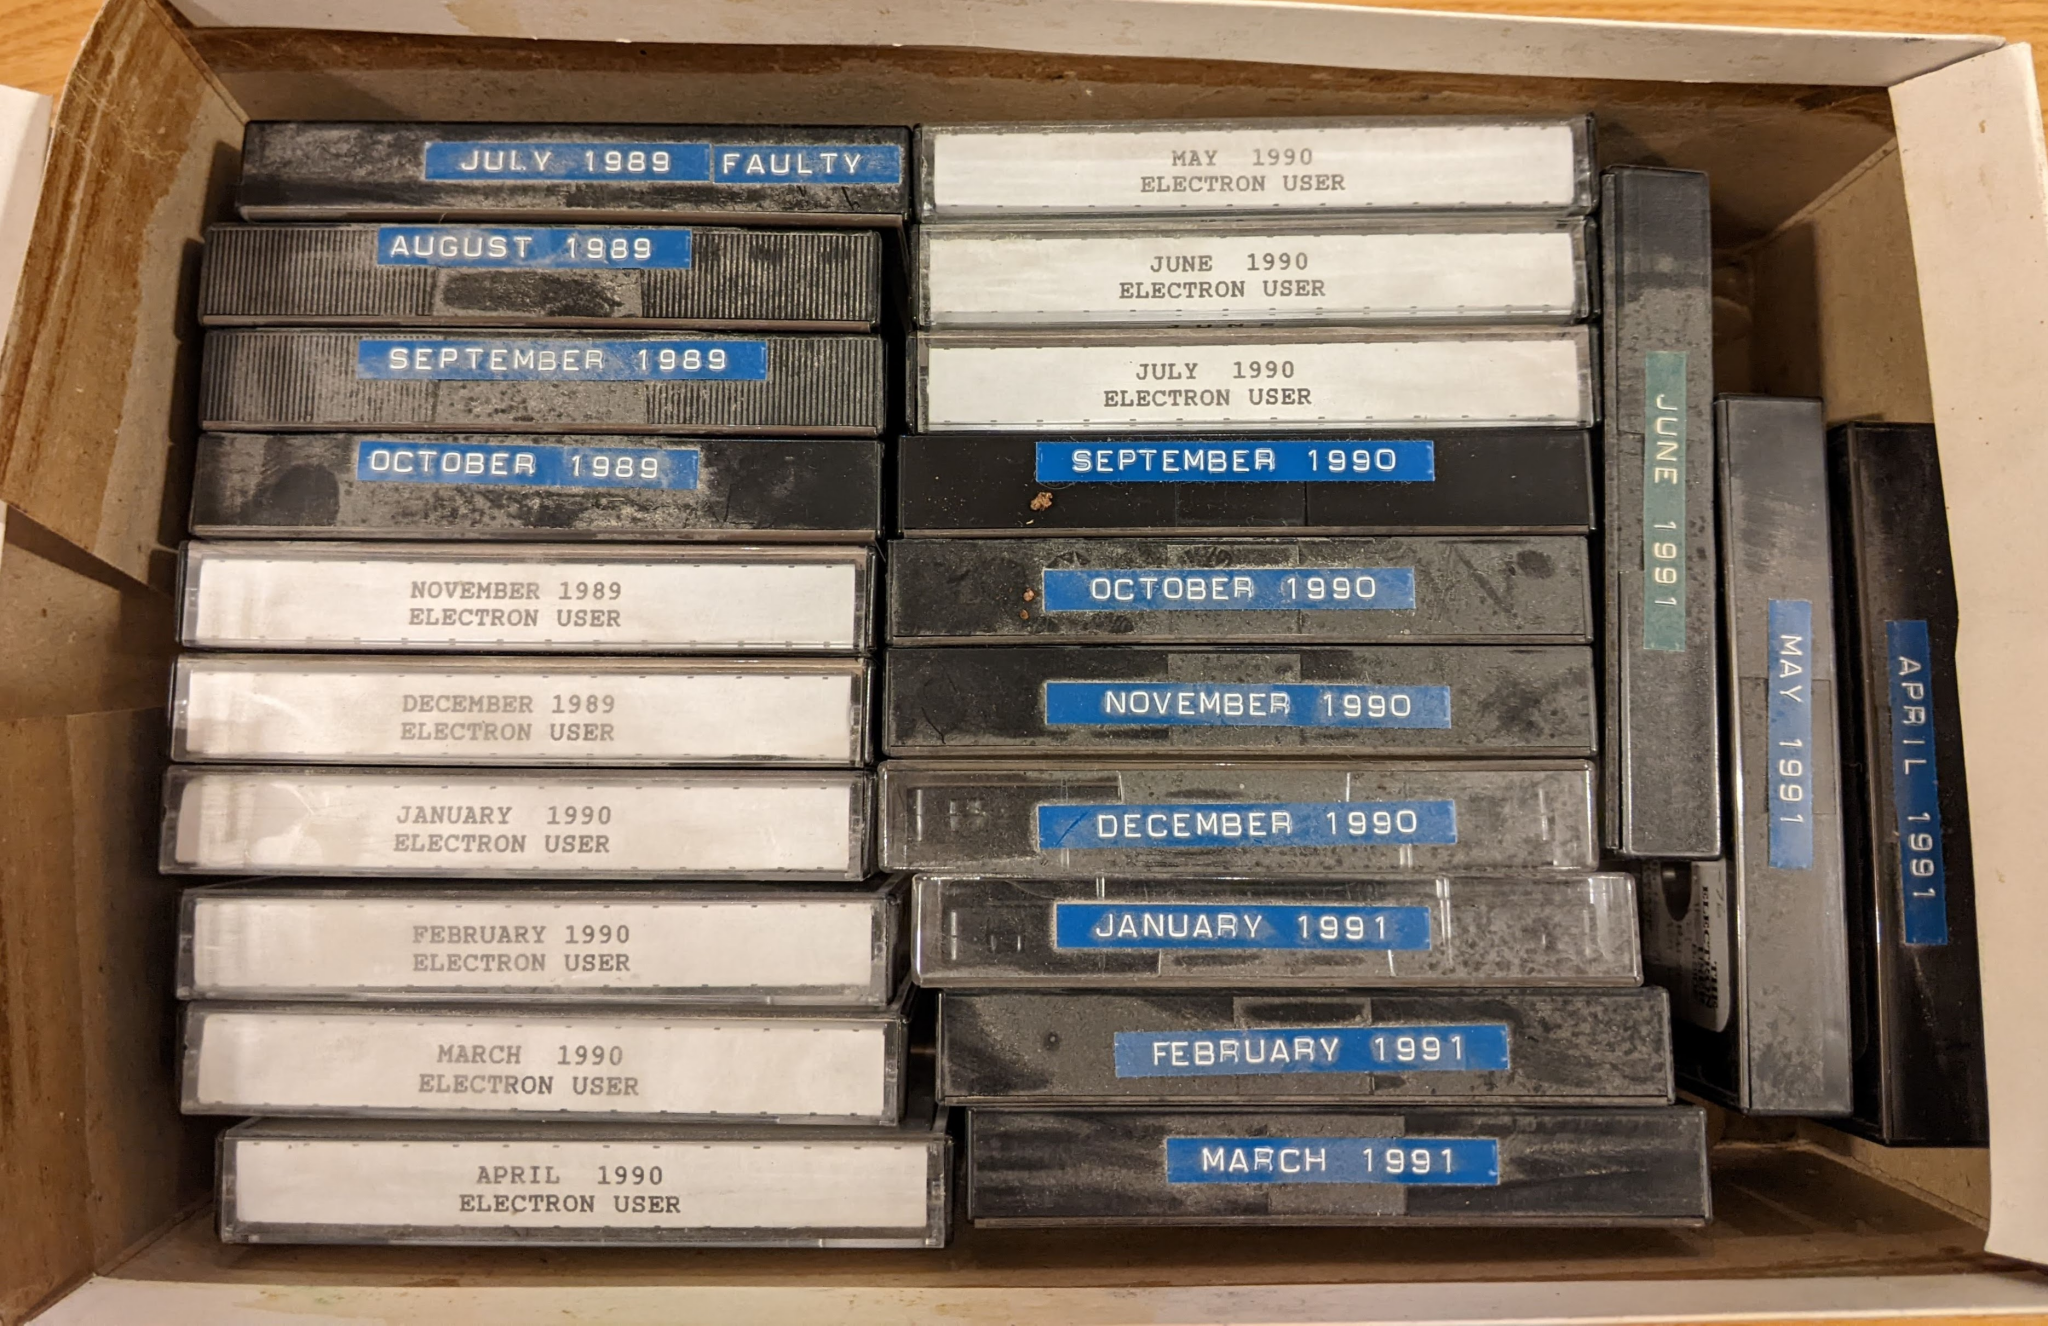 JULY 1989 FAULTY
AUGUST 1989
SEPTEMBER 1989
OCTOBER 1989
NOVEMBER 1989
ELECTRON USER
DECEMBER 1989
ELECTRON USER
JANUARY 1990
ELECTRON USER
FEBRUARY 1990
ELECTRON USER
MARCH 1990
ELECTRON USER
APRIL 1990
ELECTRON USER
MAY 1990
ELECTRON USER
JUNE 1990
ELECTRON USER
JULY 1990
ELECTRON USER
SEPTEMBER 1990
OCTOBER 1990
NOVEMBER 1990
DECEMBER 1990
JANUARY 1991
FEBRUARY 1991
MARCH 1991
JUNE 1991
MAY 1991
APRIL 1991